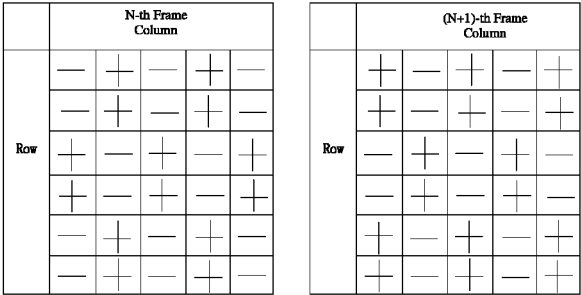 N-th Frame
Column
Row
— + — + —
— + — + —
+ — + — +
+ — + — +
— + — + —
— + — + —
(N+1)-th Frame
Column
Row
+ — + — +
+ — + — +
— + — + —
— + — + —
+ — + — +
+ — + — +